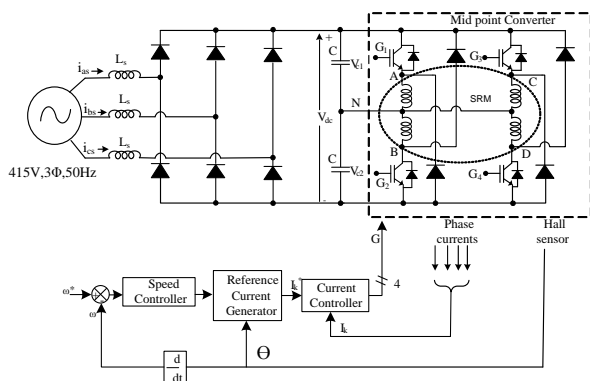 Mid point Converter
C
V_c1
G_1
G_3
L_s
i_as
A
C
L_s
i_bs
V_dc
N
SRM
L_s
i_cs
B
D
C
V_c2
G_2
G_4
415V,3Φ,50Hz
+
-
G
4
Phase
currents
Hall
sensor
ω*
+
-
ω
Speed
Controller
Reference
Current
Generator
I_k^*
Current
Controller
I_k
Θ
d
dt